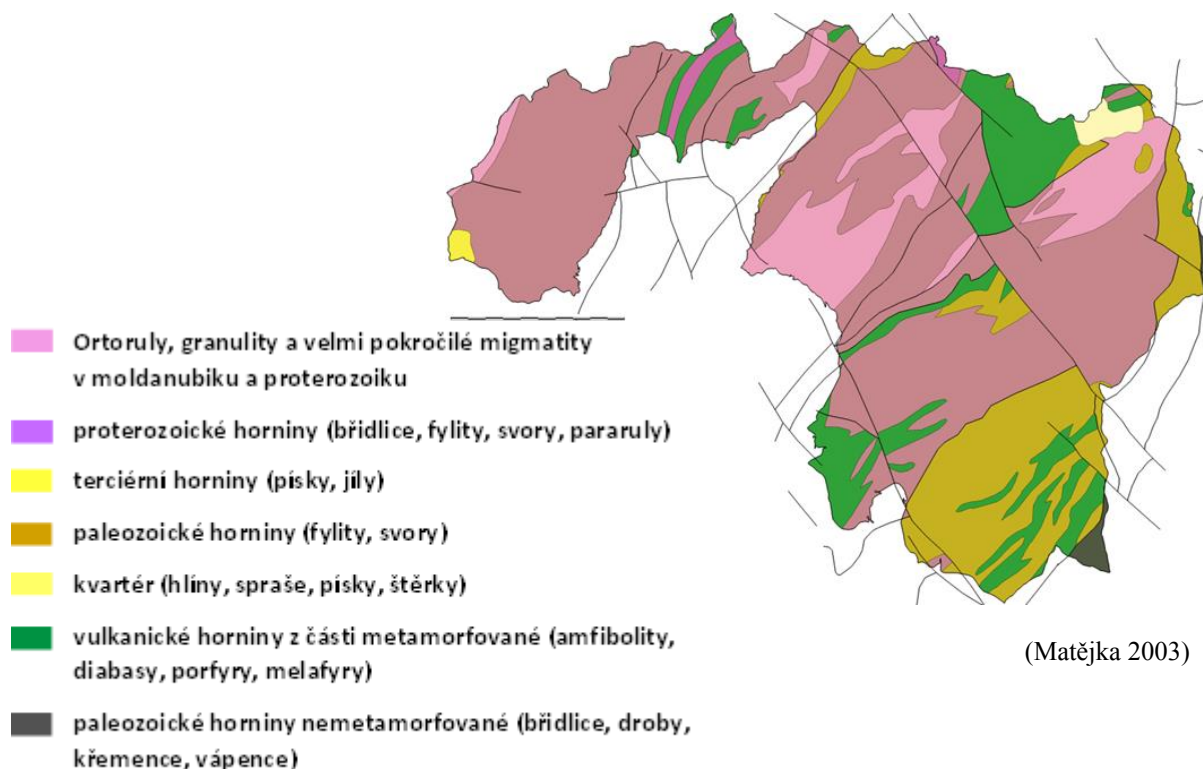 Ortoruly, granulity a velmi pokročilé migmatity
v moldanubiku a proterozoiku
proterozoické horniny (břidlice, fylity, svory, pararuly)
terciérní horniny (písky, jíly)
paleozoické horniny (fylity, svory)
kvartér (hlíny, spraše, písky, štěrky)
vulkanické horniny z části metamorfované (amfibolity,
diabasy, porfyry, melafyry)
paleozoické horniny nemetamorfované (břidlice, droby,
křemence, vápence)
(Matějka 2003)